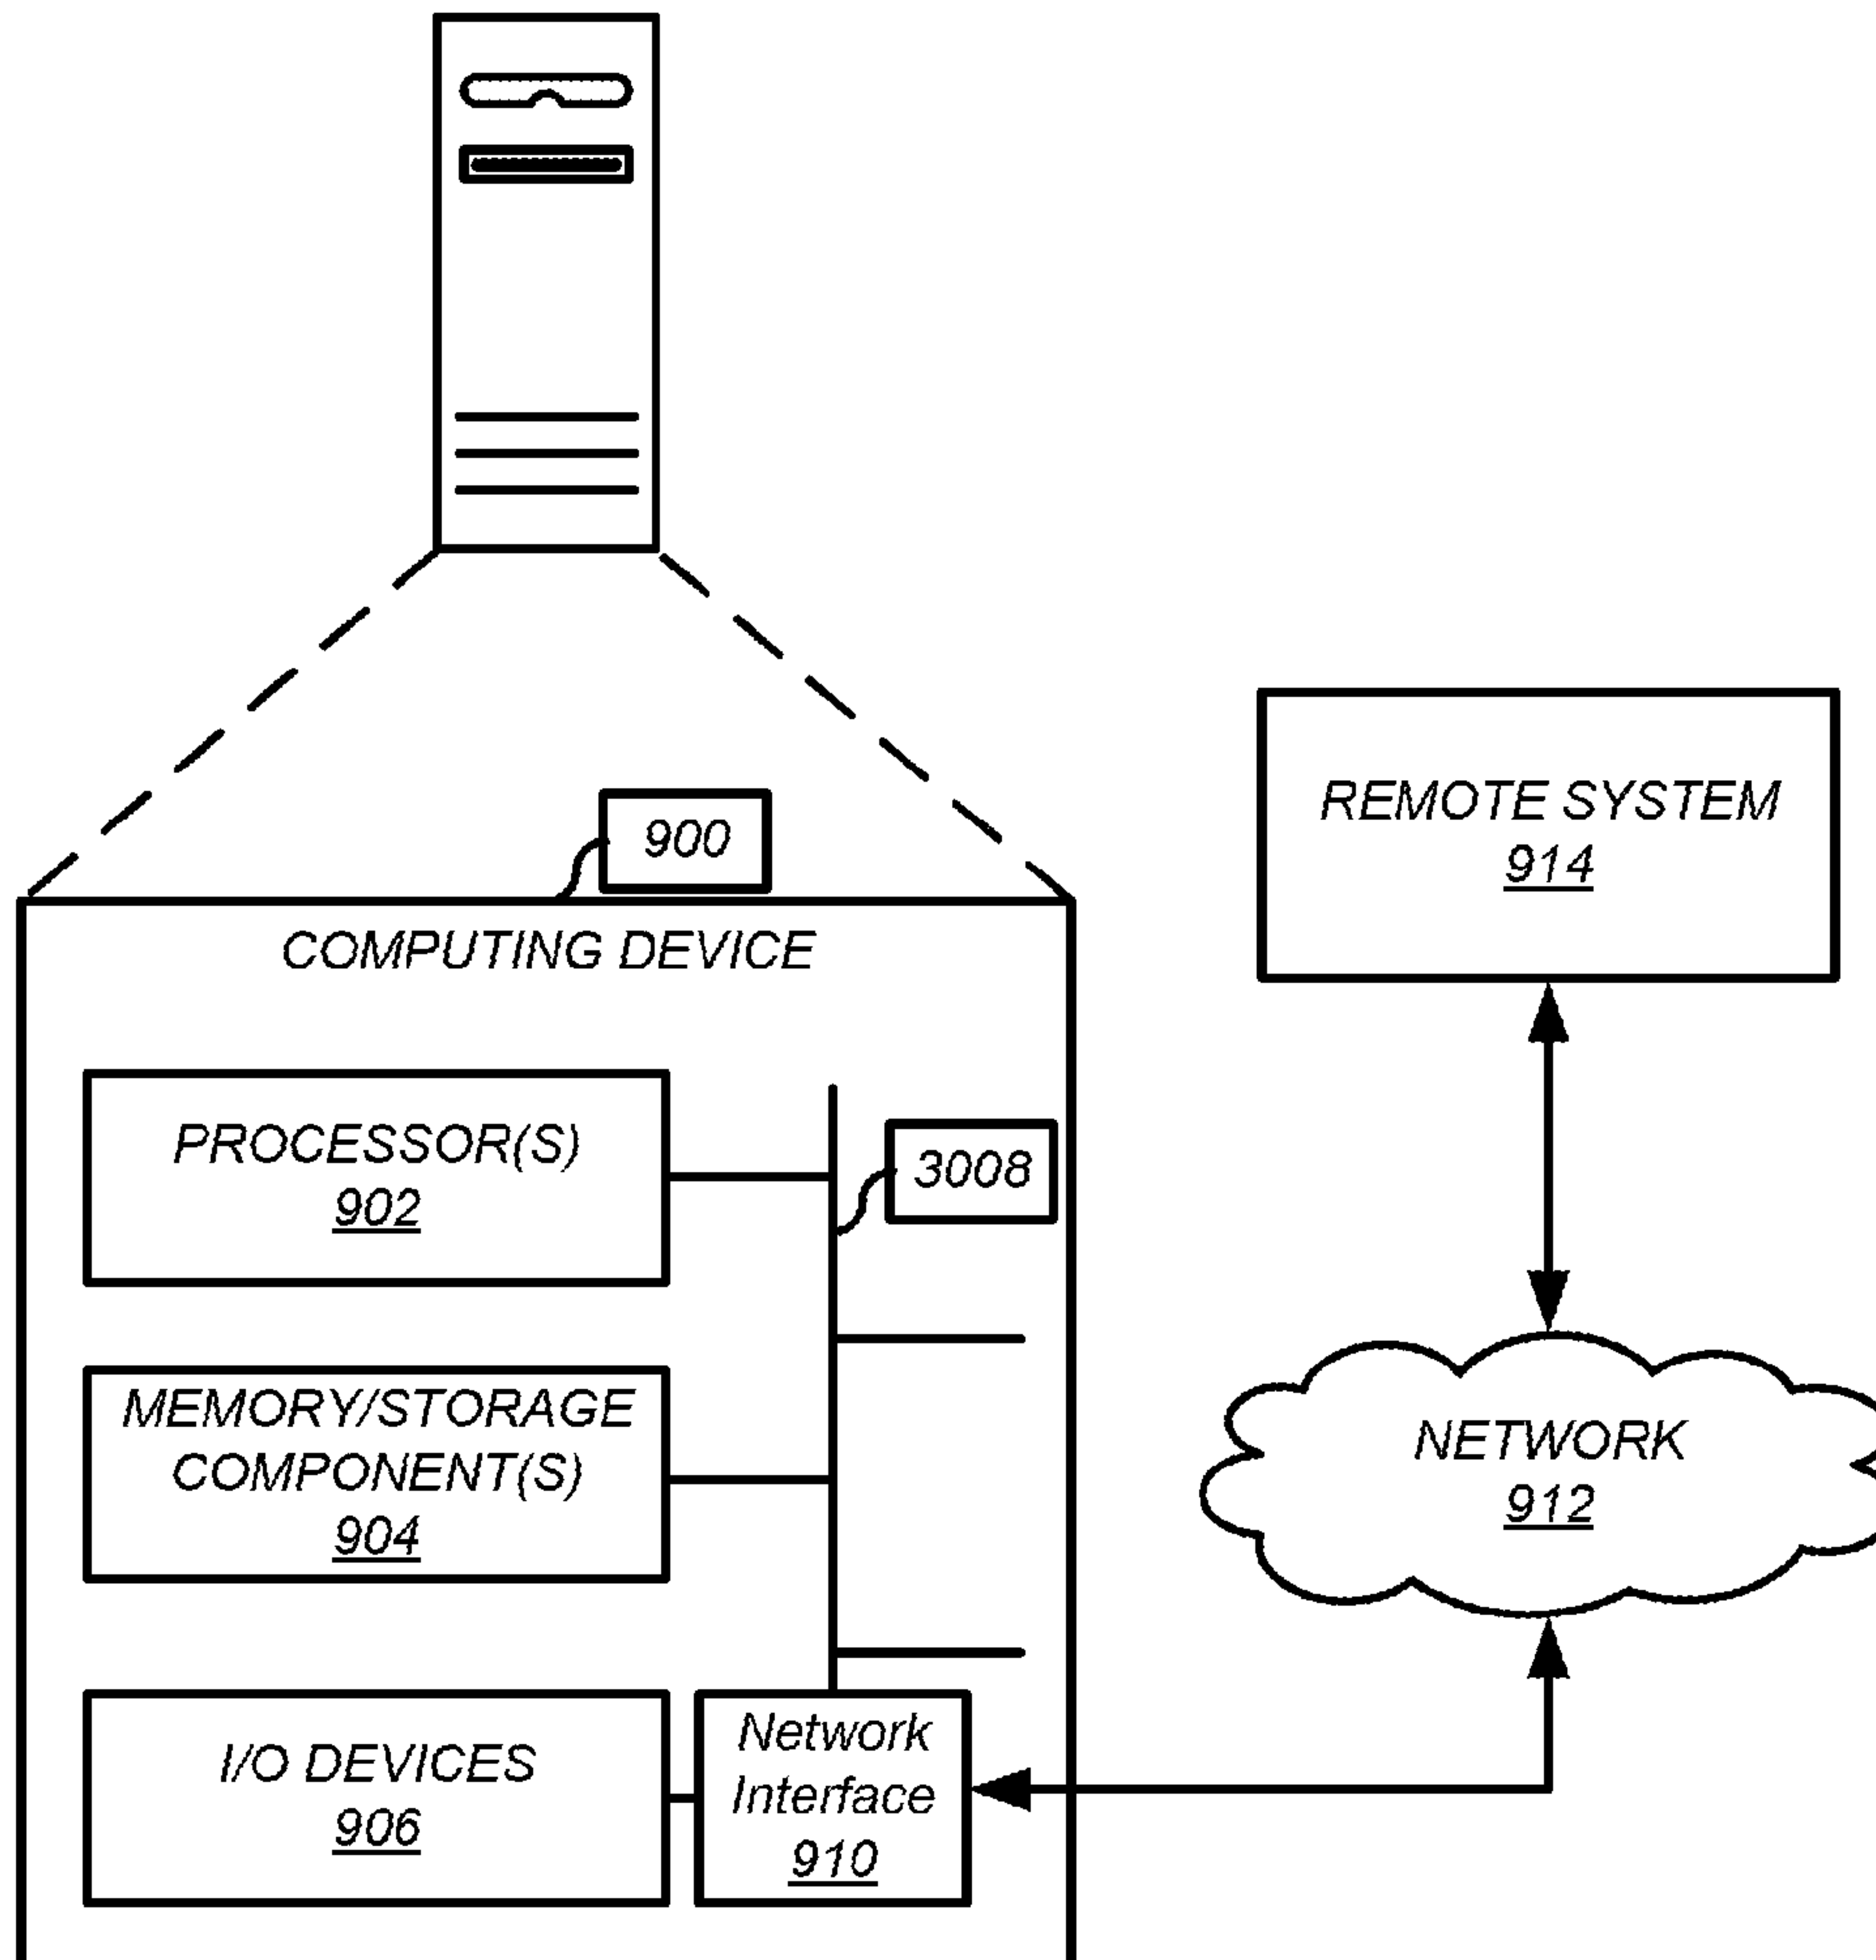 900
COMPUTING DEVICE
PROCESSOR(S)
902
3008
MEMORY/STORAGE
COMPONENT(S)
904
I/O DEVICES
906
Network
Interface
910
REMOTE SYSTEM
914
NETWORK
912